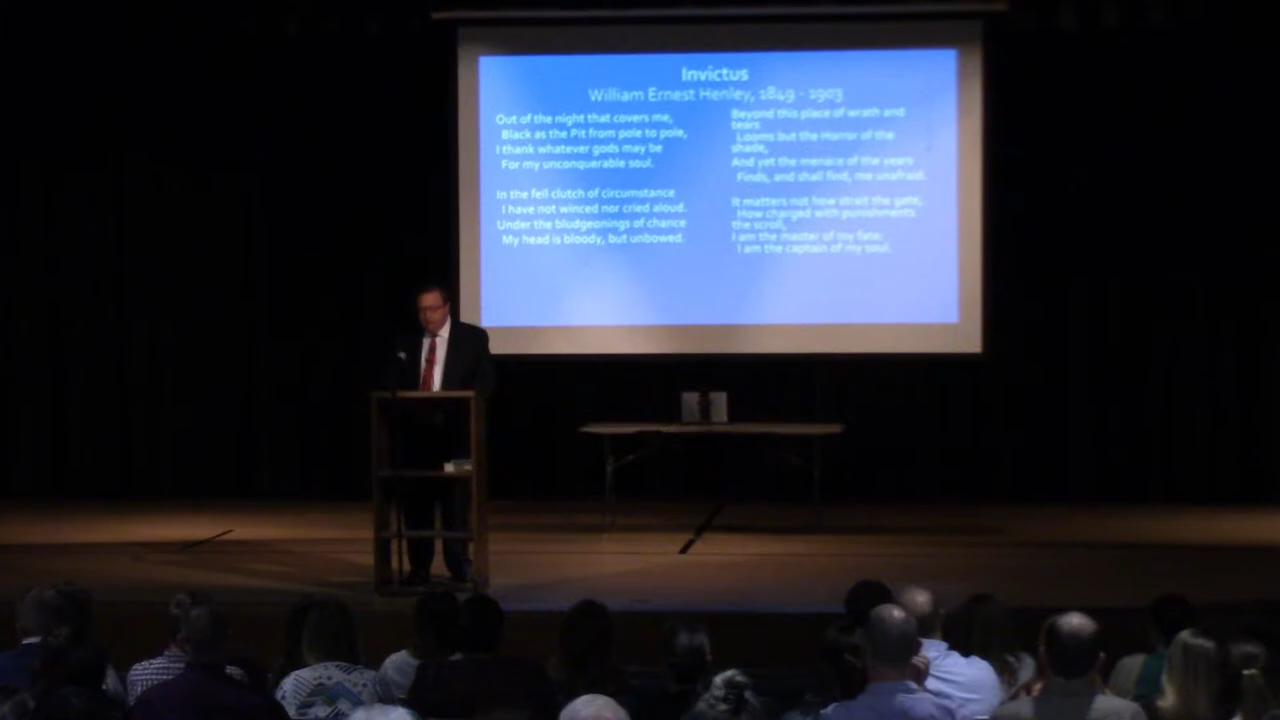 Invictus
William Ernest Henley, 1849 - 1903
Out of the night that covers me,
Black as the Pit from pole to pole,
I thank whatever gods may be
For my unconquerable soul.
In the fell clutch of circumstance
I have not winced nor cried aloud.
Under the bludgeonings of chance
My head is bloody, but unbowed.
Beyond this place of wrath and
tears
Looms but the Horror of the
shade,
And yet the menace of the years
Finds, and shall find, me unafraid.
It matters not how strait the gate,
How charged with punishments
the scroll,
I am the master of my fate:
I am the captain of my soul.